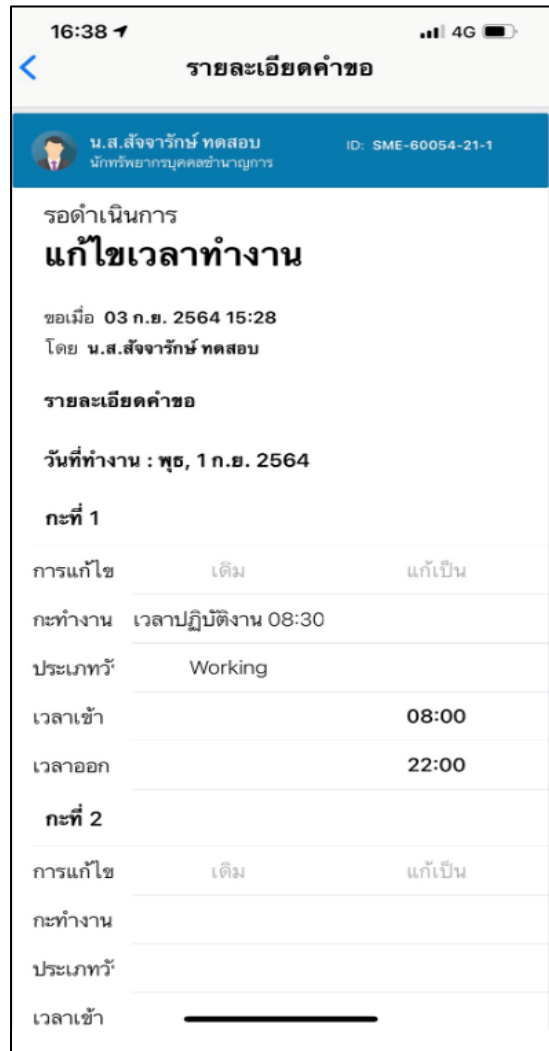 16:38 4G
รายละเอียดคำขอ
น.ส.สัจจารักษ์ ทดสอบ ID: SME-60054-21-1
นักทรัพยากรบุคคลชำนาญการ
รอดำเนินการ
แก้ไขเวลาทำงาน
ขอเมื่อ 03 ก.ย. 2564 15:28
โดย น.ส.สัจจารักษ์ ทดสอบ
รายละเอียดคำขอ
วันที่ทำงาน : พุธ, 1 ก.ย. 2564
กะที่ 1
การแก้ไข เดิม แก้เป็น
กะทำงาน เวลาปฏิบัติงาน 08:30
ประเภทวั Working
เวลาเข้า 08:00
เวลาออก 22:00
กะที่ 2
การแก้ไข เดิม แก้เป็น
กะทำงาน
ประเภทวั
เวลาเข้า